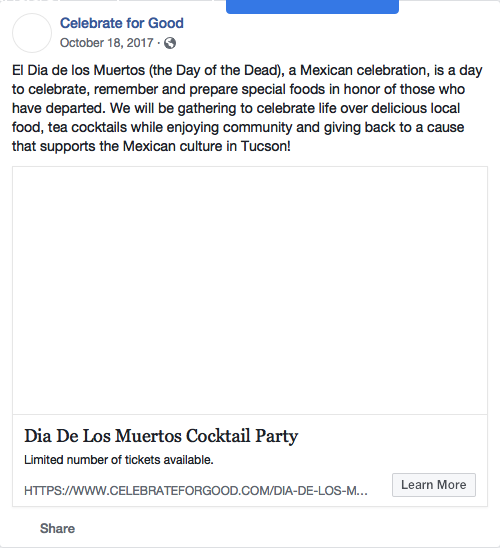 Celebrate for Good
October 18, 2017 ·
El Dia de los Muertos (the Day of the Dead), a Mexican celebration, is a day
to celebrate, remember and prepare special foods in honor of those who
have departed. We will be gathering to celebrate life over delicious local
food, tea cocktails while enjoying community and giving back to a cause
that supports the Mexican culture in Tucson!
Dia De Los Muertos Cocktail Party
Limited number of tickets available.
HTTPS://WWW.CELEBRATEFORGOOD.COM/DIA-DE-LOS-M...
Learn More
Share